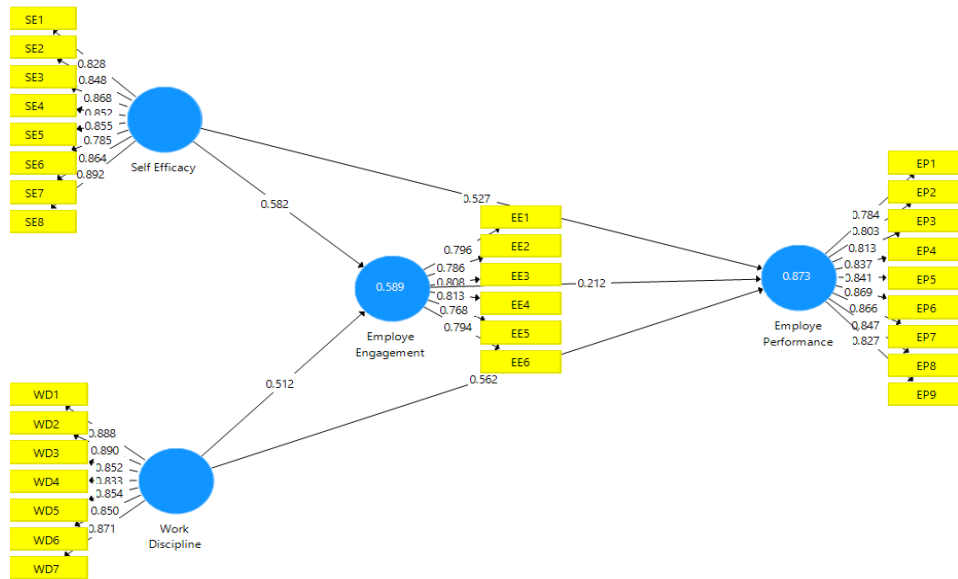 SE1
SE2
SE3
SE4
SE5
SE6
SE7
SE8
0.828
0.848
0.868
0.852
0.855
0.785
0.864
0.892
Self Efficacy
0.582
0.527
EE1
EE2
EE3
EE4
EE5
EE6
0.796
0.786
0.808
0.813
0.768
0.794
0.589
Employe
Engagement
0.212
EP1
EP2
EP3
EP4
EP5
EP6
EP7
EP8
EP9
0.784
0.803
0.813
0.837
0.841
0.869
0.866
0.847
0.827
0.873
Employe
Performance
0.512
0.562
WD1
WD2
WD3
WD4
WD5
WD6
WD7
0.888
0.890
0.852
0.833
0.854
0.850
0.871
Work
Discipline